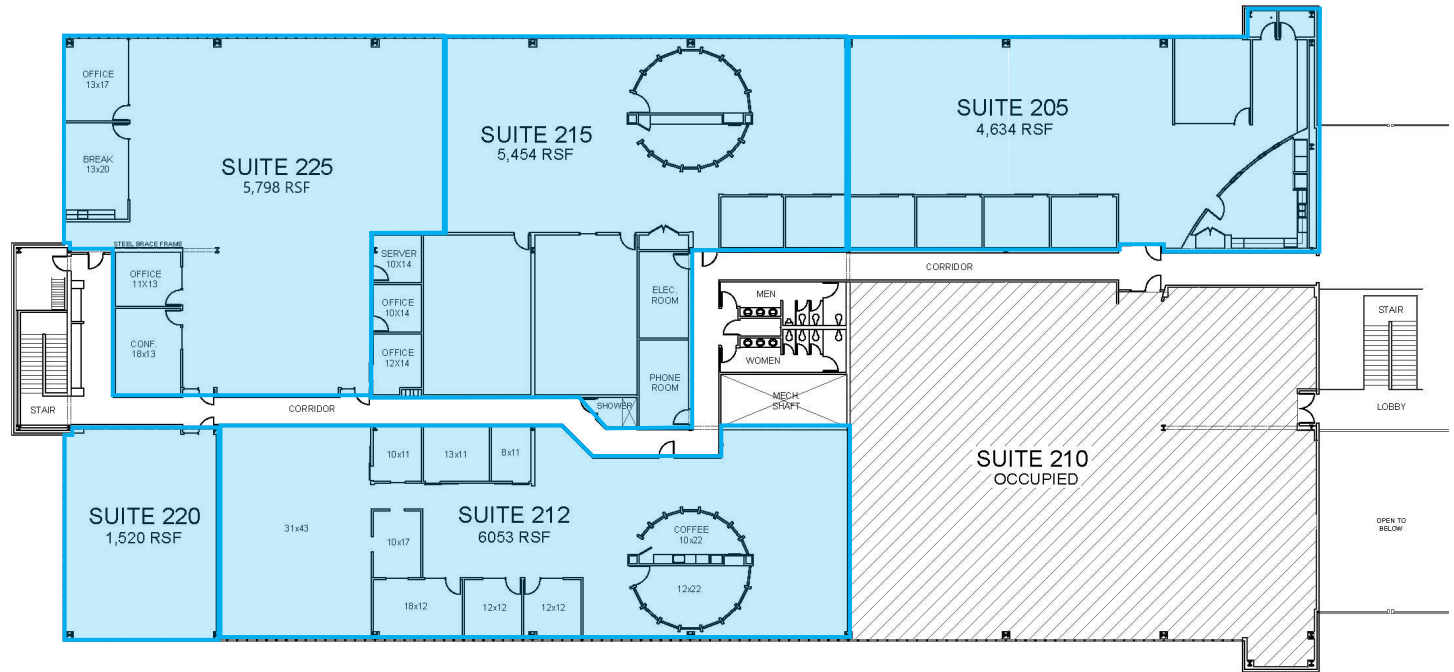 OFFICE
13x17
BREAK
13x20
SUITE 225
5,798 RSF
SUITE 215
5,454 RSF
SUITE 205
4,634 RSF
STEEL BRACE FRAME
OFFICE
11X13
CONF.
18x13
SERVER
10X14
OFFICE
10X14
OFFICE
12X14
ELEC.
ROOM
PHONE
ROOM
SHOWER
CORRIDOR
MEN
WOMEN
MECH.
SHAFT
STAIR
LOBBY
STAIR
CORRIDOR
SUITE 220
1,520 RSF
31x43
10x11
13x11
8x11
SUITE 212
6053 RSF
10x17
18x12
12x12
12x12
COFFEE
10x22
12x22
SUITE 210
OCCUPIED
OPEN TO
BELOW